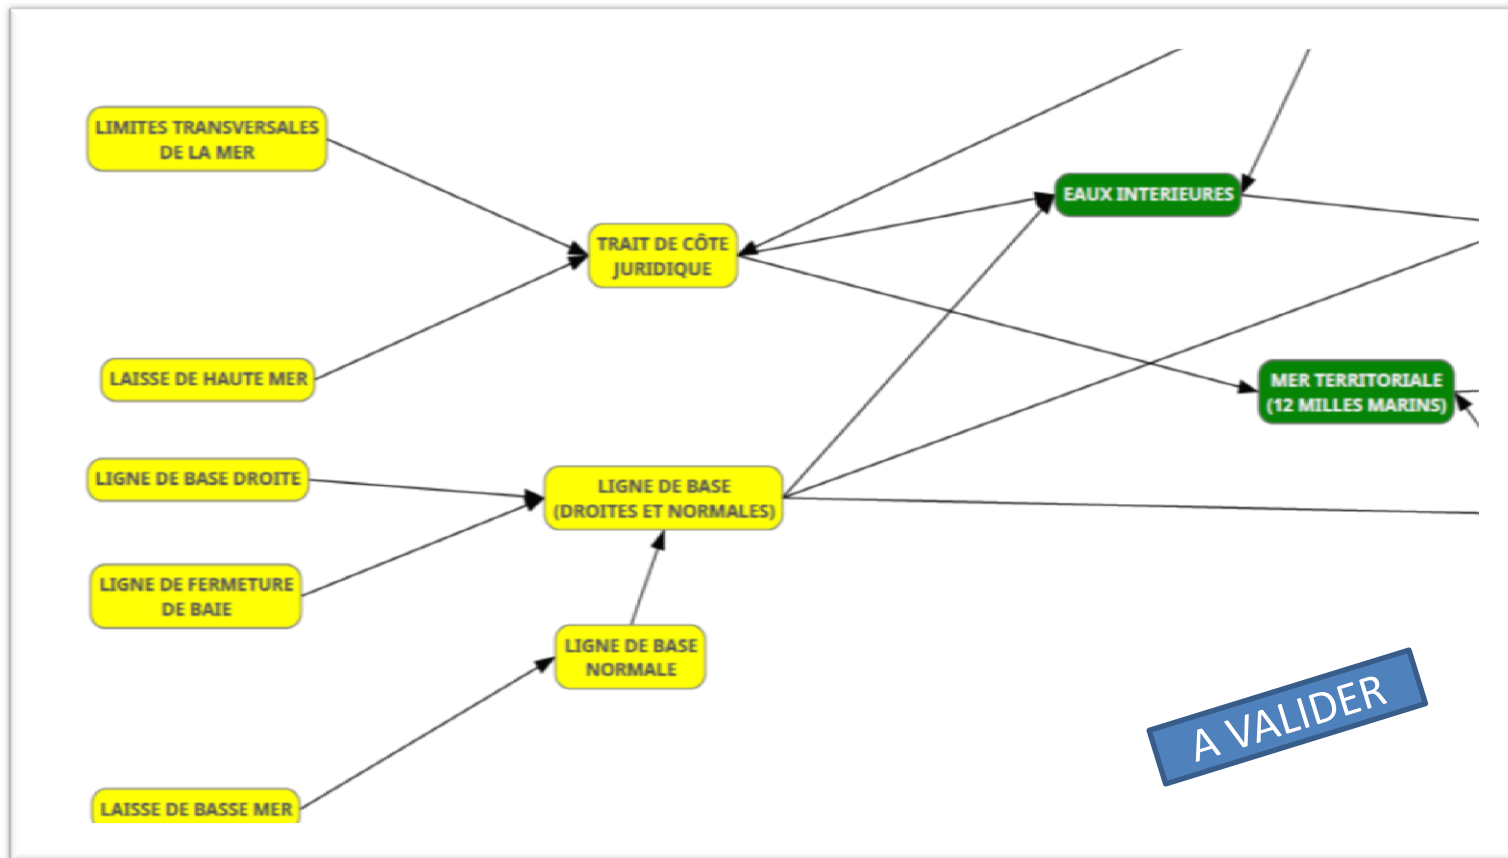 LIMITES TRANSVERSALES
DE LA MER
EAUX INTERIEURES
TRAIT DE CÔTE
JURIDIQUE
LAISSE DE HAUTE MER
MER TERRITORIALE
(12 MILLES MARINS)
LIGNE DE BASE DROITE
LIGNE DE BASE
(DROITES ET NORMALES)
LIGNE DE FERMETURE
DE BAIE
LIGNE DE BASE
NORMALE
A VALIDER
LAISSE DE BASSE MER